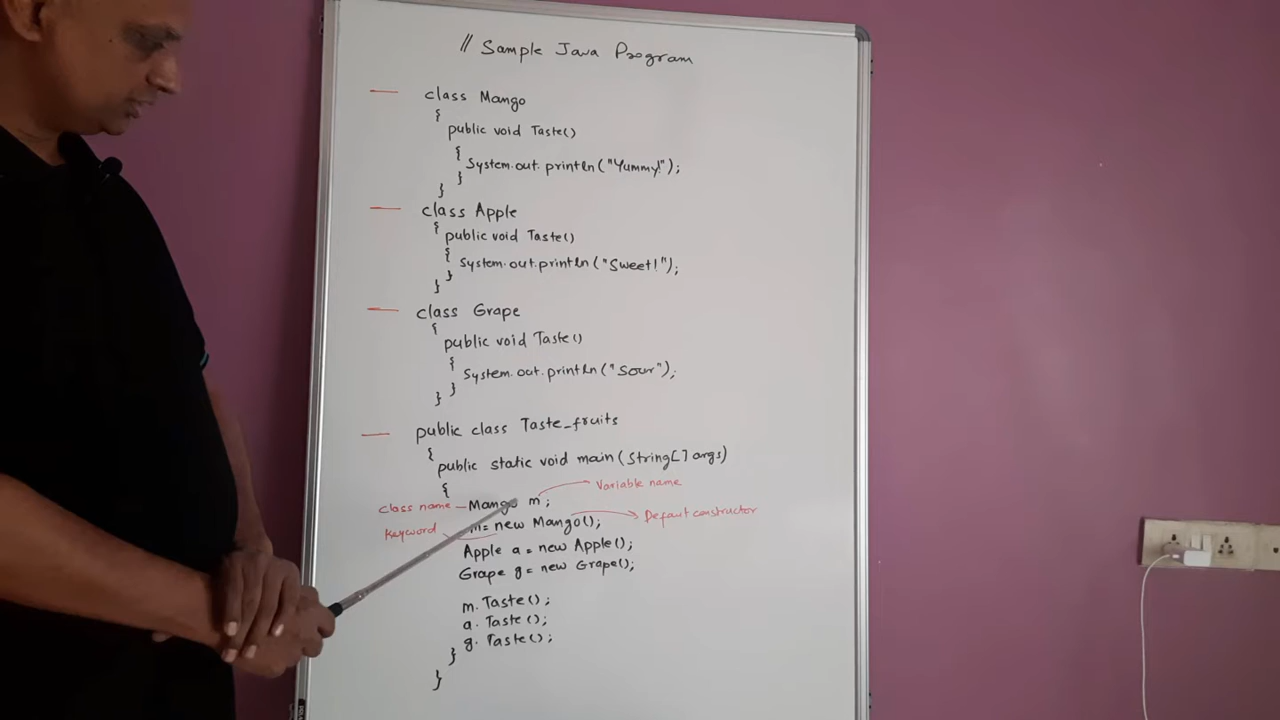 // Sample Java Program
class Mango
{
public void Taste()
{
System.out.println("Yummy!");
}
}
class Apple
{
public void Taste()
{
System.out.println("Sweet!");
}
}
class Grape
{
public void Taste()
{
System.out.println("Sour");
}
}
public class Taste_fruits
{
public static void main(String[] args)
{
Variable name
class name - Mango m;
Keyword m= new Mango(); Default constructor
Apple a = new Apple();
Grape g = new Grape();
m. Taste();
a. Taste();
g. Taste();
}
}